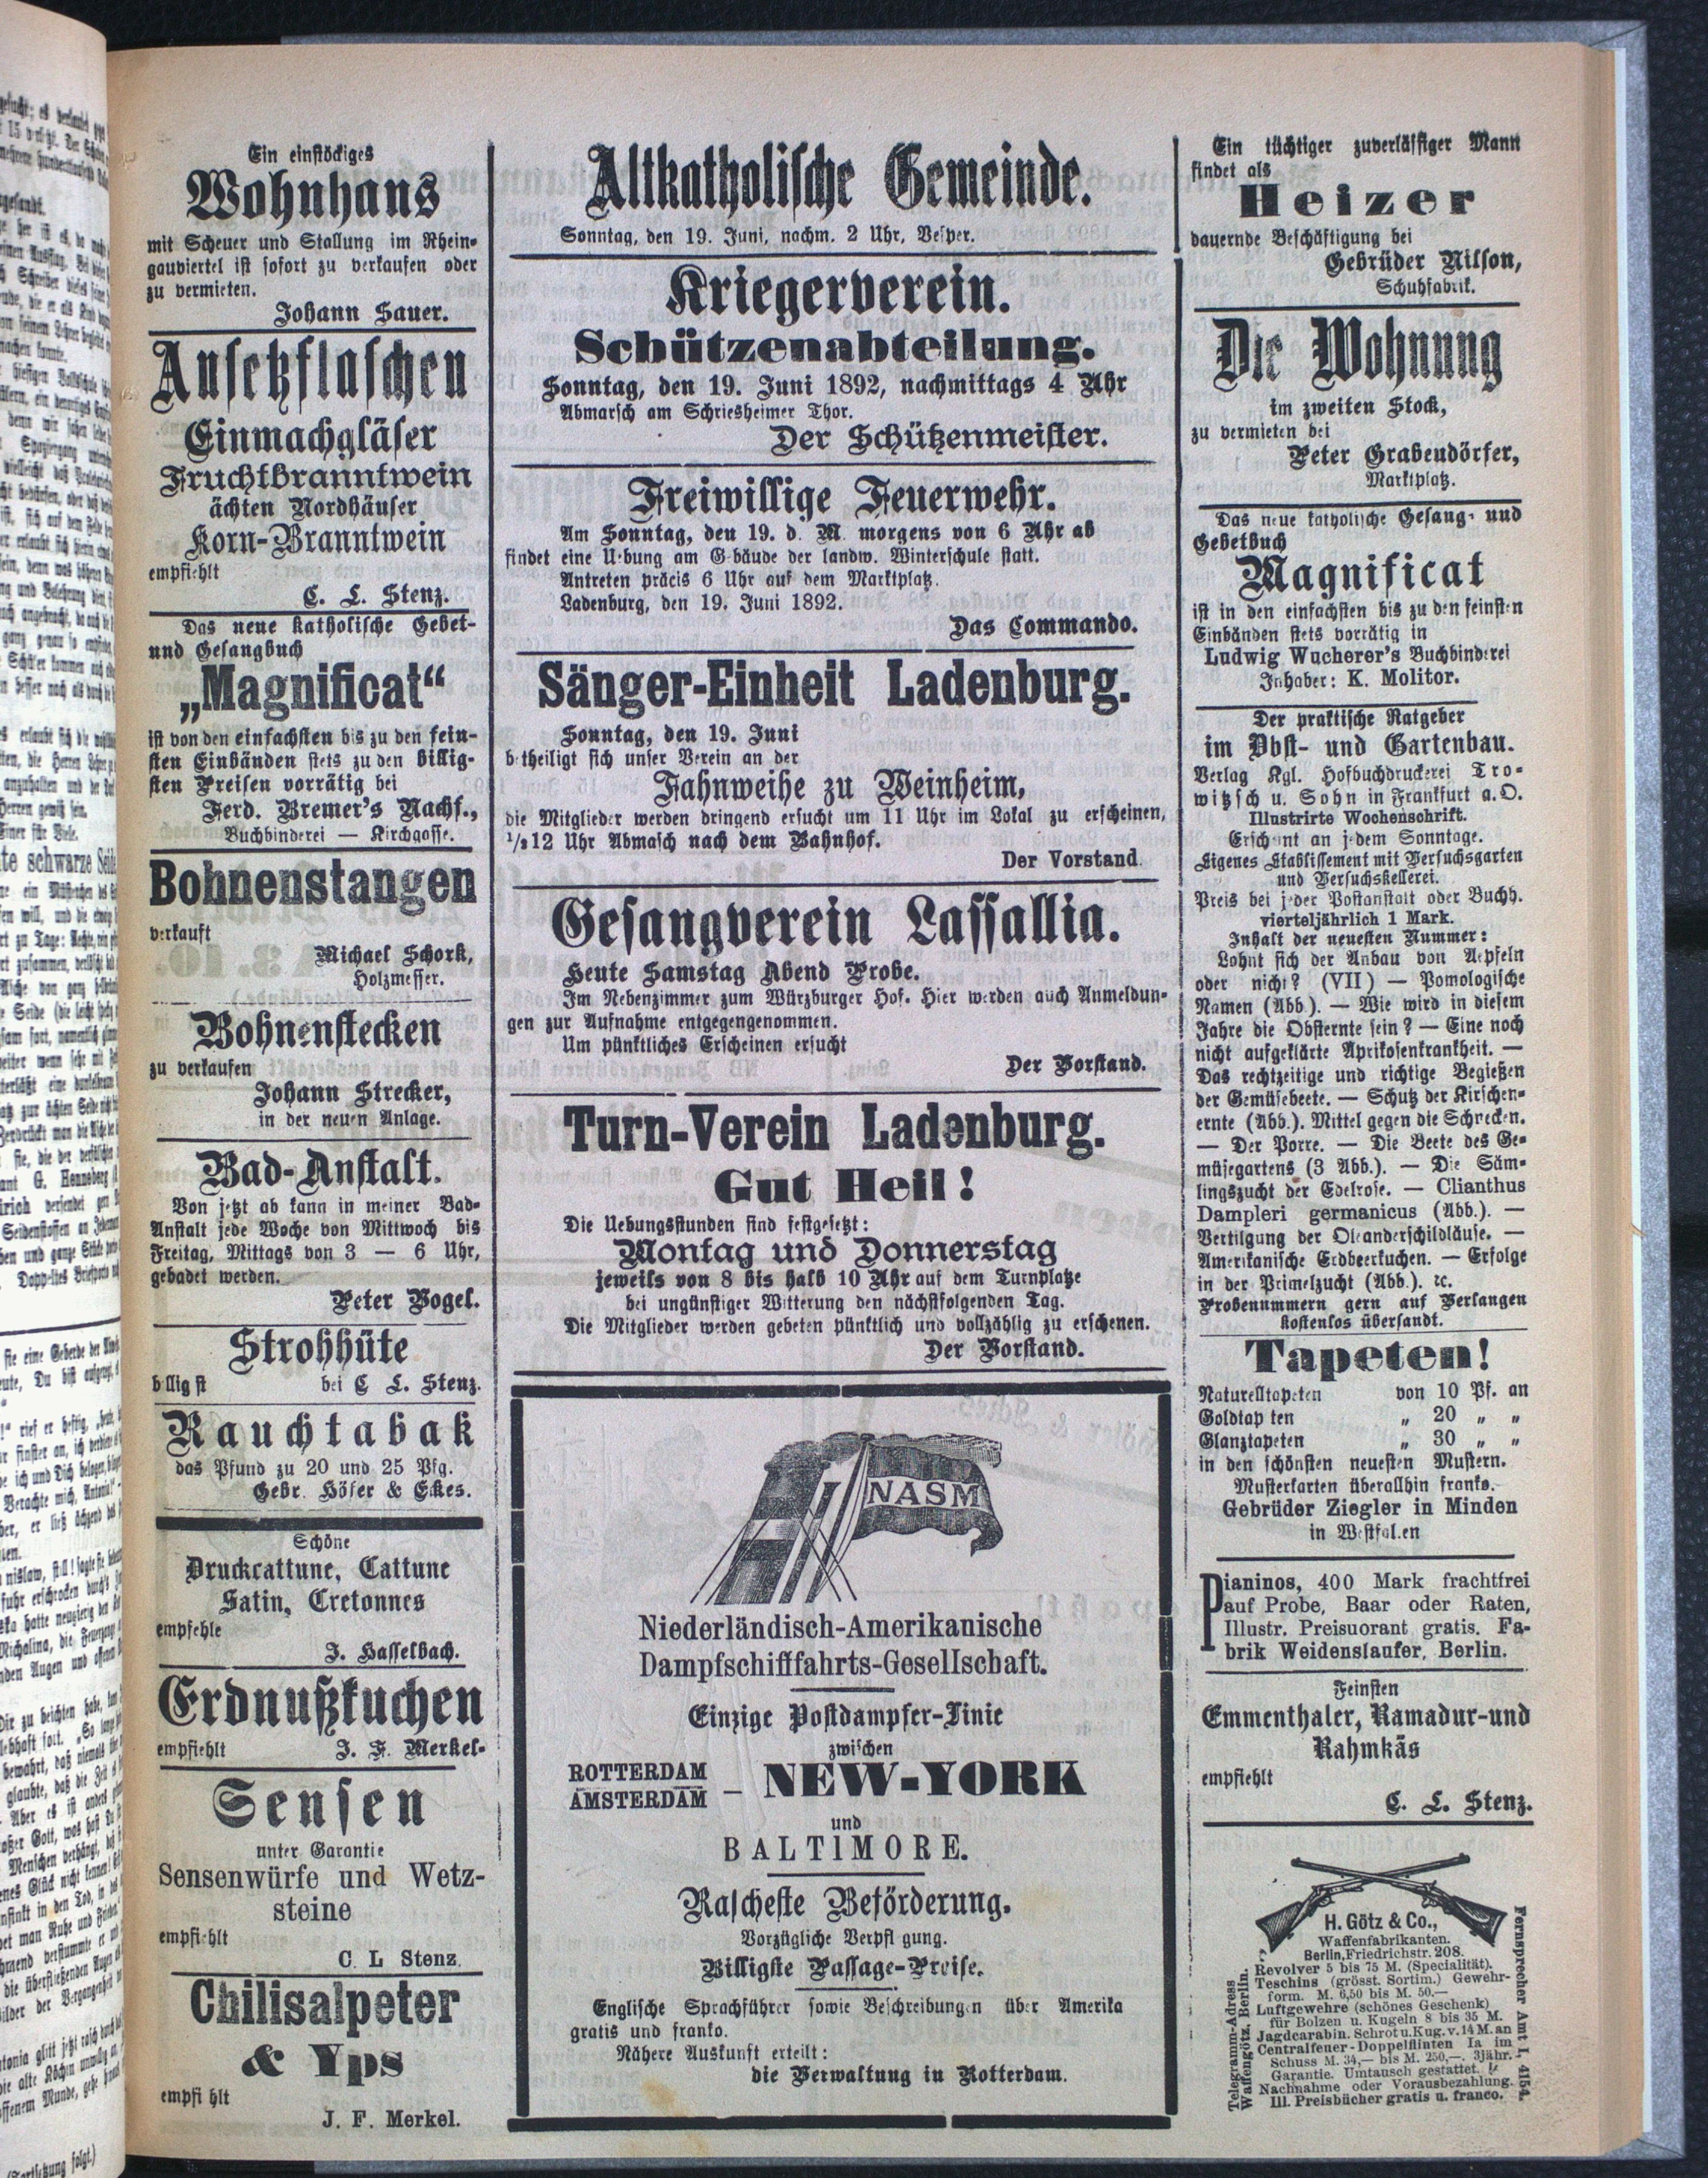 Ein einstöckiges
Wohnhaus
mit Scheuer und Stallung im Rhein-
gauviertel ist sofort zu verkaufen oder
zu vermieten.
Johann Sauer.
Ansetzflaschen
Einmachgläser
Fruchtbranntwein
ächten Nordhäuser
Korn-Branntwein
empfiehlt
C. L. Stenz.
Das neue katholische Gebet-
und Gesangbuch
„Magnificat“
ist von den einfachsten bis zu den fein-
sten Einbänden stets zu den billig-
sten Preisen vorrätig bei
Ferd. Bremer's Nachf.,
Buchbinderei — Kirchgasse.
Bohnenstangen
verkauft
Michael Schork,
Holzmesser.
Bohnenstecken
zu verkaufen
Johann Strecker,
in der neuen Anlage.
Bad-Anstalt.
Von jetzt ab kann in meiner Bad-
Anstalt jede Woche von Mittwoch bis
Freitag, Mittags von 3 — 6 Uhr,
gebadet werden.
Peter Vogel.
Strohhüte
billigst bei C. L. Stenz.
Rauchtabak
das Pfund zu 20 und 25 Pfg.
Gebr. Höfer & Eckes.
Schöne
Druckcattune, Cattune
Satin, Cretonnes
empfehle
J. Hasselbach.
Erdnußkuchen
empfiehlt J. F. Merkel-
Sensen
unter Garantie
Sensenwürfe und Wetz-
steine
empfiehlt
C. L Stenz.
Chilisalpeter
& Yps
empfi hlt
J. F. Merkel.
Altkatholische Gemeinde.
Sonntag, den 19. Juni, nachm. 2 Uhr, Vesper.
Kriegerverein.
Schützenabteilung.
Sonntag, den 19. Juni 1892, nachmittags 4 Uhr
Abmarsch am Schriesheimer Thor.
Der Schützenmeister.
Freiwillige Feuerwehr.
Am Sonntag, den 19. d. M. morgens von 6 Uhr ab
findet eine Uebung am Gebäude der landw. Winterschule statt.
Antreten präcis 6 Uhr auf dem Marktplatz.
Ladenburg, den 19. Juni 1892.
Das Commando.
Sänger-Einheit Ladenburg.
Sonntag, den 19. Juni
betheiligt sich unser Verein an der
Fahnweihe zu Weinheim,
die Mitglieder werden dringend ersucht um 11 Uhr im Lokal zu erscheinen,
1/212 Uhr Abmasch nach dem Bahnhof.
Der Vorstand.
Gesangverein Lassallia.
Heute Samstag Abend Probe.
Im Nebenzimmer zum Würzburger Hof. Hier werden auch Anmeldun-
gen zur Aufnahme entgegengenommen.
Um pünktliches Erscheinen ersucht
Der Vorstand.
Turn-Verein Ladenburg.
Gut Heil!
Die Uebungsstunden sind festgesetzt:
Montag und Donnerstag
jeweils von 8 bis halb 10 Uhr auf dem Turnplatze
bei ungünstiger Witterung den nächstfolgenden Tag.
Die Mitglieder werden gebeten pünktlich und vollzählig zu erschenen.
Der Vorstand.
NASM
Niederländisch-Amerikanische
Dampfschifffahrts-Gesellschaft.
Einzige Postdampfer-Linie
zwischen
ROTTERDAM
AMSTERDAM – NEW-YORK
und
BALTIMORE.
Rascheste Beförderung.
Vorzügliche Verpfl gung.
Billigste Passage-Preise.
Englische Sprachführer sowie Beschreibungen über Amerika
gratis und franko.
Nähere Auskunft erteilt:
die Verwaltung in Rotterdam.
Ein tüchtiger zuverlässiger Mann
findet als
Heizer
dauernde Beschäftigung bei
Gebrüder Nilson,
Schuhfabrik.
Die Wohnung
im zweiten Stock,
zu vermieten bei
Peter Grabendörfer,
Marktplatz.
Das neue katholische Gesang- und
Gebetbuch
Magnificat
ist in den einfachsten bis zu den feinsten
Einbänden stets vorrätig in
Ludwig Wucherer's Buchbinderei
Inhaber: K. Molitor.
Der praktische Ratgeber
im Obst- und Gartenbau.
Verlag Kgl. Hofbuchdruckerei Tro-
witzsch u. Sohn in Frankfurt a. O.
Illustrirte Wochenschrift.
Erscheint an jedem Sonntage.
Eigenes Etablissement mit Versuchsgarten
und Versuchskellerei.
Preis bei jeder Postanstalt oder Buchh.
vierteljährlich 1 Mark.
Inhalt der neuesten Nummer:
Lohnt sich der Anbau von Aepfeln
oder nicht? (VII) — Pomologische
Namen (Abb.). — Wie wird in diesem
Jahre die Obsternte sein? — Eine noch
nicht aufgeklärte Aprikosenkrankheit. —
Das rechtzeitige und richtige Begießen
der Gemüsebeete. — Schutz der Kirschen-
ernte (Abb.). Mittel gegen die Schnecken.
— Der Porre. — Die Beete des Ge-
müsegartens (3 Abb.). — Die Säm-
lingszucht der Edelrose. — Clianthus
Dampleri germanicus (Abb.). —
Vertilgung der Oleanderschildläuse. —
Amerikanische Erdbeerkuchen. — Erfolge
in der Primelzucht (Abb.). ꝛc.
Probenummern gern auf Verlangen
kostenlos übersandt.
Tapeten!
Naturelltapeten von 10 Pf. an
Goldtap ten „ 20 „ „
Glanztapeten „ 30 „ „
in den schönsten neuesten Mustern.
Musterkarten überallhin franko.
Gebrüder Ziegler in Minden
in Westfalen
Pianinos, 400 Mark frachtfrei
auf Probe, Baar oder Raten,
Illustr. Preisuorant gratis. Fa-
brik Weidenslaufer, Berlin.
Feinsten
Emmenthaler, Ramadur-und
Rahmkäs
empfiehlt
C. L. Stenz.
H. Götz & Co.,
Waffenfabrikanten.
Berlin, Friedrichstr. 208.
Revolver 5 bis 75 M. (Specialität).
Teschins (grösst. Sortim.) Gewehr-
form. M. 6,50 bis M. 50.—
Luftgewehre (schönes Geschenk)
für Bolzen u. Kugeln 8 bis 35 M.
Jagdcarabin. Schrot u. Kug. v. 14 M. an
Centralfeuer-Doppelflinten Ia im
Schuss M. 34,— bis M. 250,—. 3jähr.
Garantie. Umtausch gestattet.
Nachnahme oder Vorausbezahlung.
Ill. Preisbücher gratis u. franco.
Telegramm-Adress
Waffengötz, Berlin.
Fernsprecher Amt I, 4154.